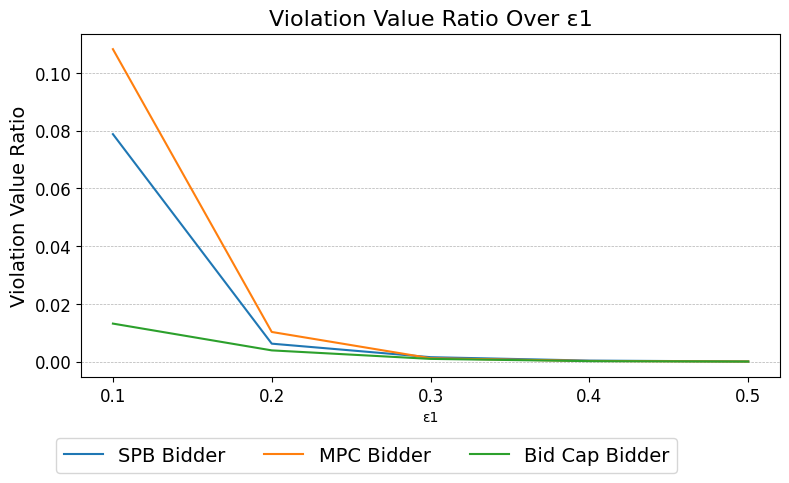 Violation Value Ratio Over ε1
Violation Value Ratio
0.10
0.08
0.06
0.04
0.02
0.00
0.1 0.2 0.3 0.4 0.5
ε1
SPB Bidder MPC Bidder Bid Cap Bidder